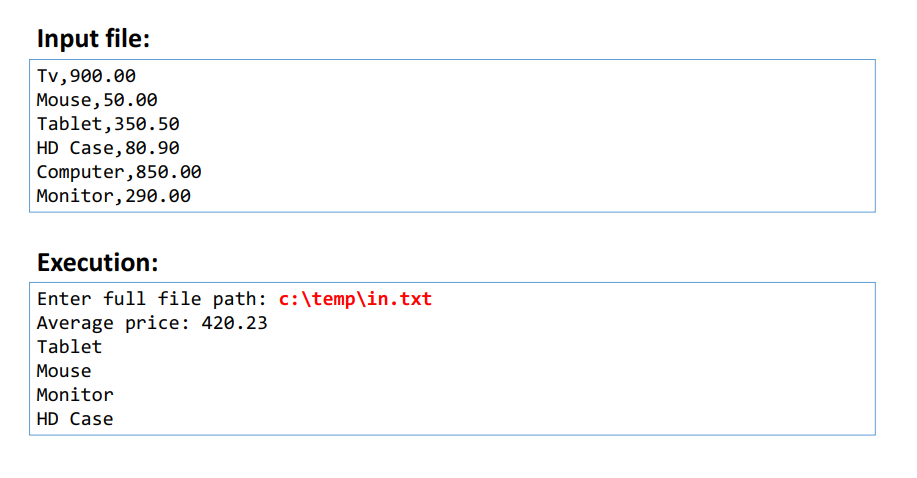 Input file:
Tv,900.00
Mouse,50.00
Tablet,350.50
HD Case,80.90
Computer,850.00
Monitor,290.00
Execution:
Enter full file path: c:\temp\in.txt
Average price: 420.23
Tablet
Mouse
Monitor
HD Case